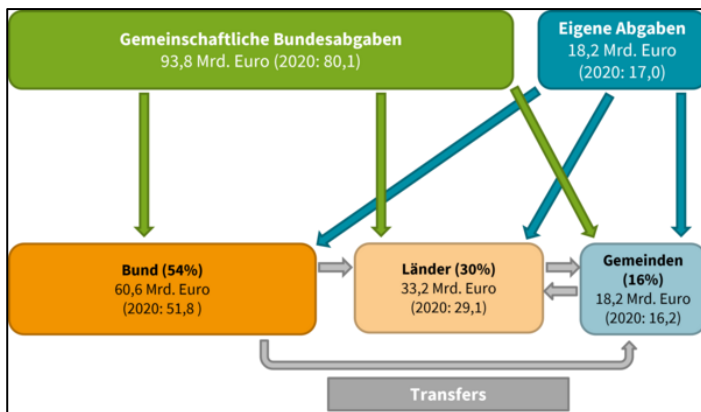 Gemeinschaftliche Bundesabgaben
93,8 Mrd. Euro (2020: 80,1)
Eigene Abgaben
18,2 Mrd. Euro
(2020: 17,0)
Bund (54%)
60,6 Mrd. Euro
(2020: 51,8 )
Länder (30%)
33,2 Mrd. Euro
(2020: 29,1)
Gemeinden
(16%)
18,2 Mrd. Euro
(2020: 16,2)
Transfers